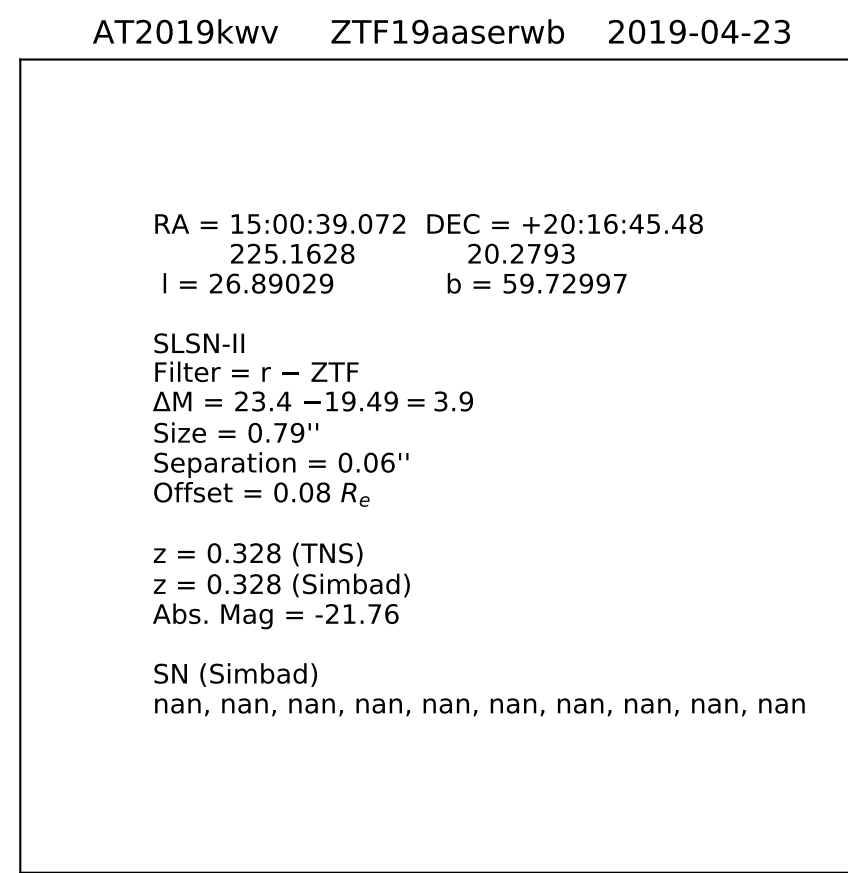 AT2019kwv ZTF19aaserwb 2019-04-23
RA = 15:00:39.072 DEC = +20:16:45.48
225.1628 20.2793
l = 26.89029 b = 59.72997
SLSN-II
Filter = r − ZTF
ΔM = 23.4 −19.49 = 3.9
Size = 0.79''
Separation = 0.06''
Offset = 0.08 Rₑ
z = 0.328 (TNS)
z = 0.328 (Simbad)
Abs. Mag = -21.76
SN (Simbad)
nan, nan, nan, nan, nan, nan, nan, nan, nan, nan